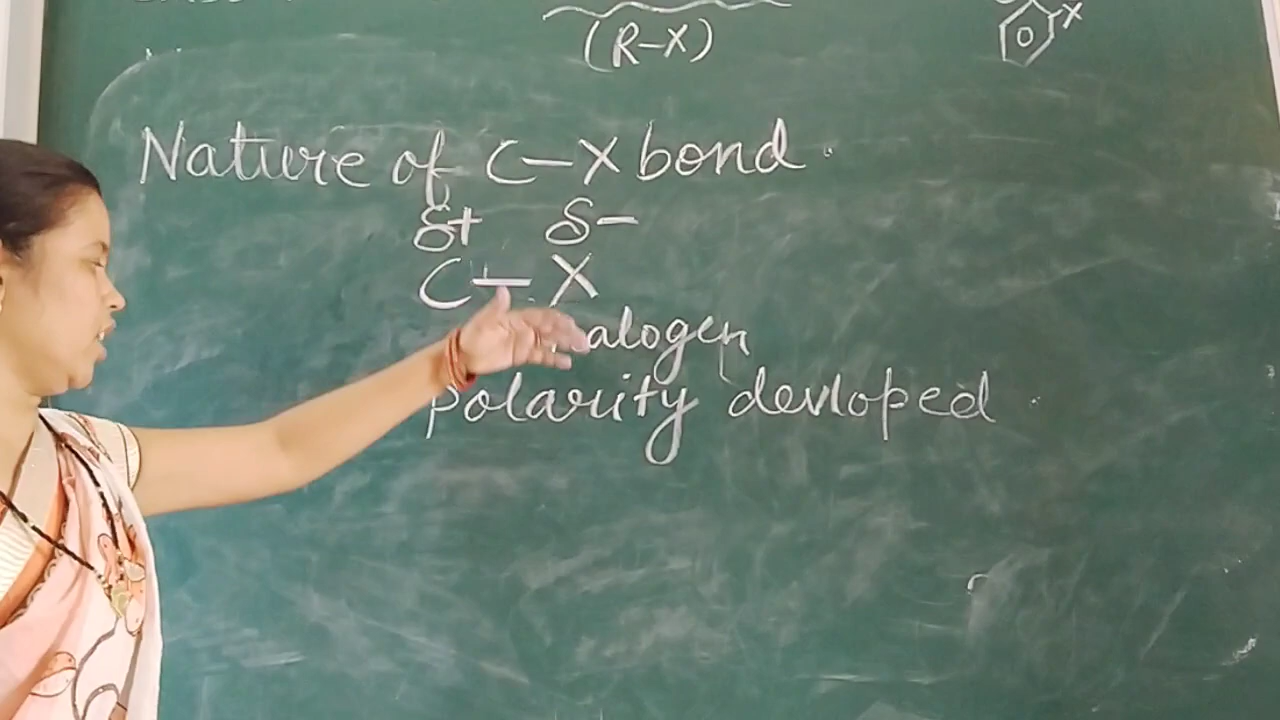 (R-X)
X
Nature of C-X bond.
δ+ δ-
C-X
polarity devloped